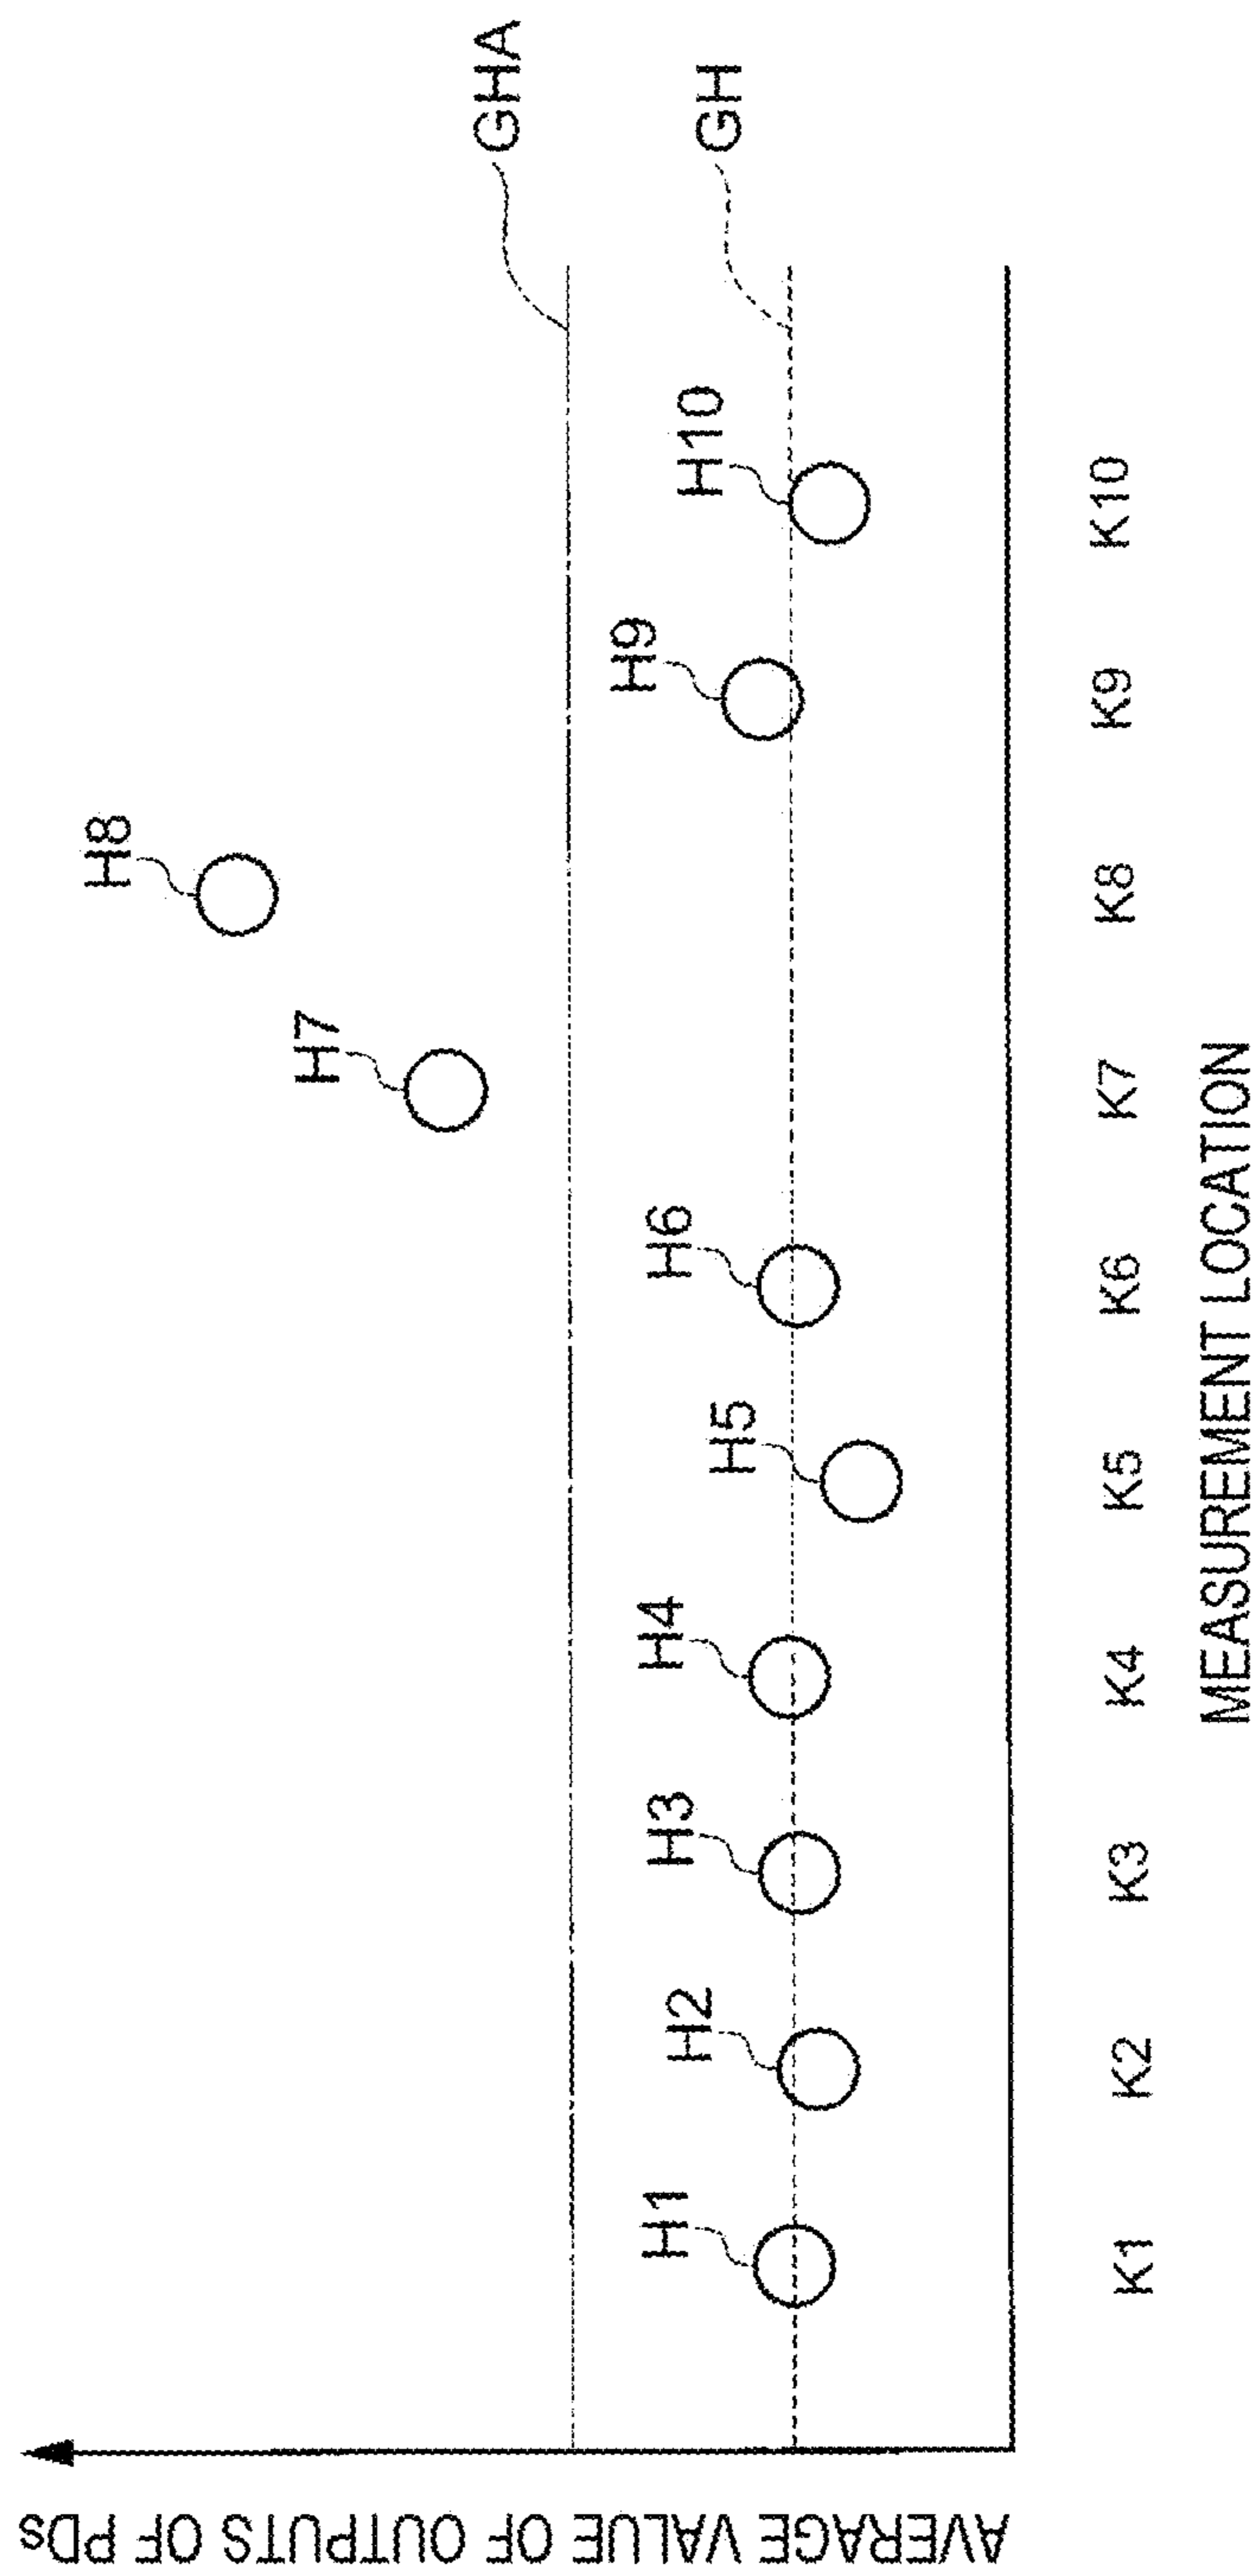 AVERAGE VALUE OF OUTPUTS OF PDs
H1
H2
H3
H4
H5
H6
H7
H8
H9
H10
GHA
GH
K1
K2
K3
K4
K5
K6
K7
K8
K9
K10
MEASUREMENT LOCATION